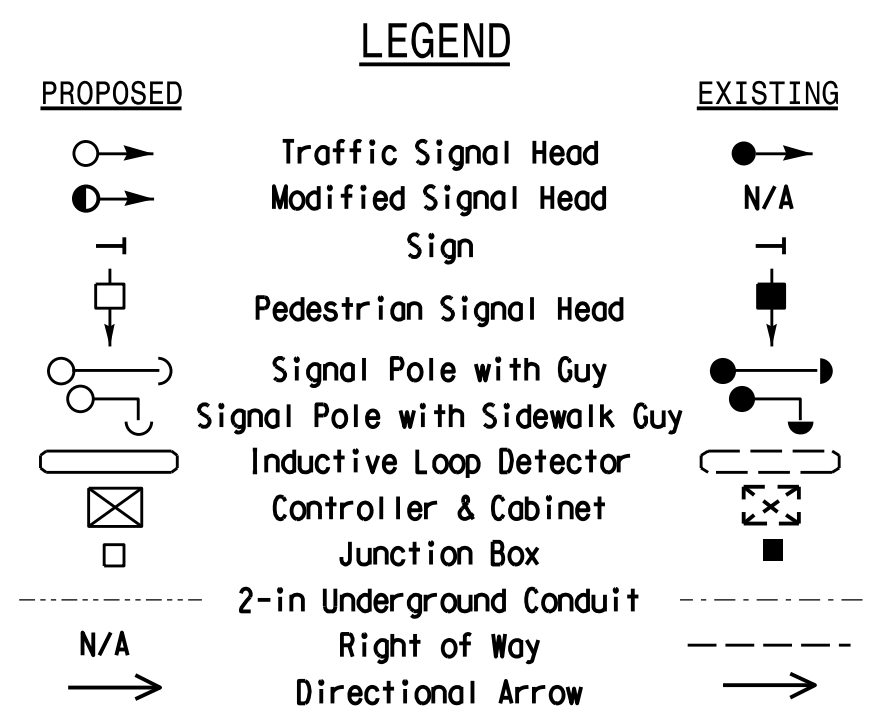 LEGEND
PROPOSED EXISTING
Traffic Signal Head
Modified Signal Head N/A
Sign
Pedestrian Signal Head
Signal Pole with Guy
Signal Pole with Sidewalk Guy
Inductive Loop Detector
Controller & Cabinet
Junction Box
2-in Underground Conduit
N/A Right of Way
Directional Arrow